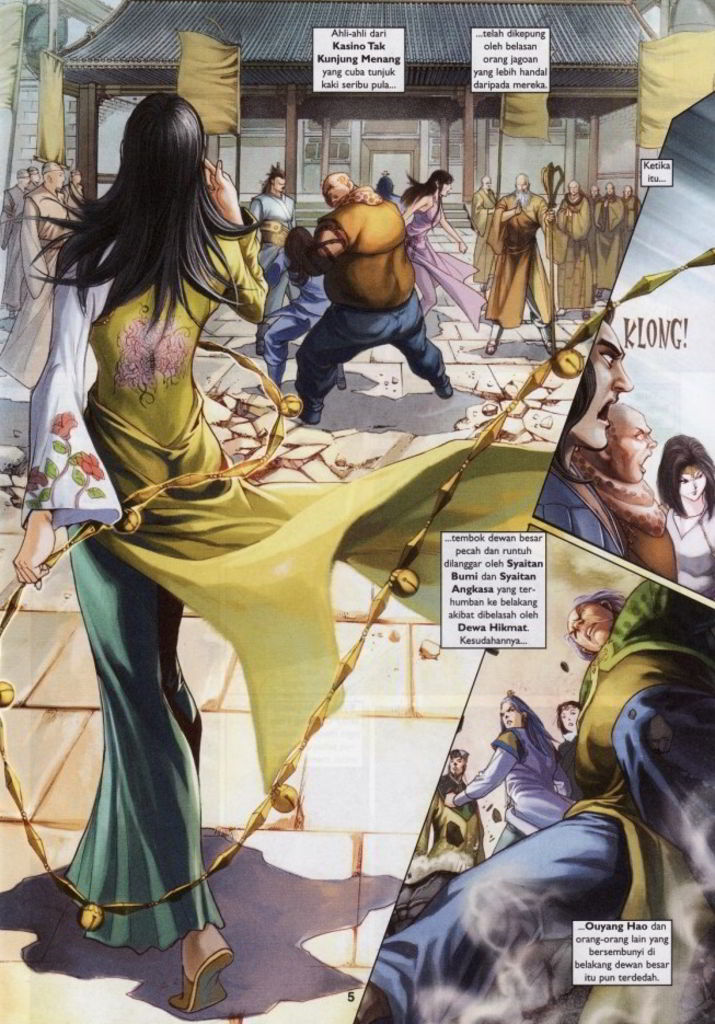 Ahli-ahli dari
Kasino Tak
Kunjung Menang
yang cuba tunjuk
kaki seribu pula...
...telah dikepung
oleh belasan
orang jagoan
yang lebih handal
daripada mereka.
Ketika
itu...
KLONG!
...tembok dewan besar
pecah dan runtuh
dilanggar oleh Syaitan
Bumi dan Syaitan
Angkasa yang ter-
humban ke belakang
akibat dibelasah oleh
Dewa Hikmat.
Kesudahannya...
...Ouyang Hao dan
orang-orang lain yang
bersembunyi di
belakang dewan besar
itu pun terdedah.
5